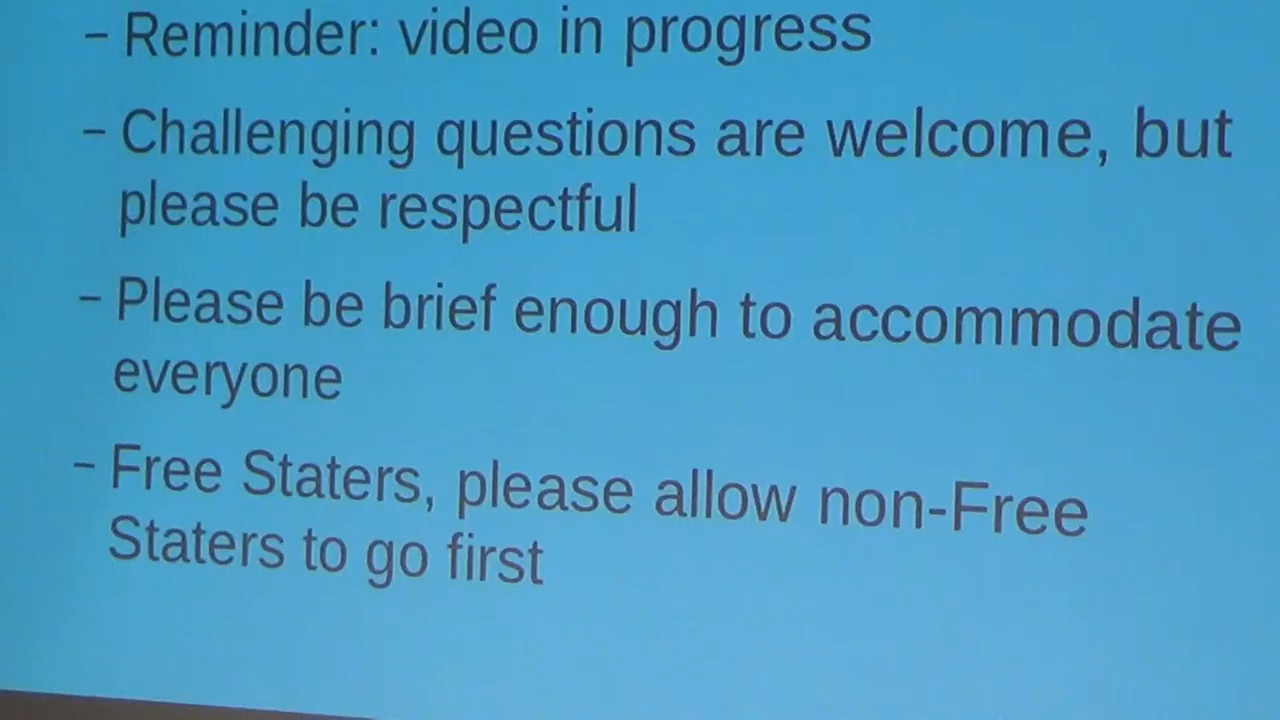 – Reminder: video in progress
– Challenging questions are welcome, but
please be respectful
– Please be brief enough to accommodate
everyone
– Free Staters, please allow non-Free
Staters to go first